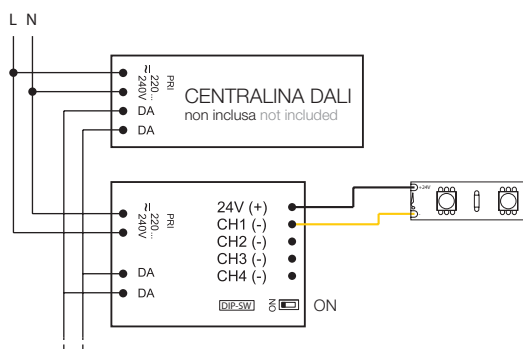 L N
PRI
≂ 220...
240V
DA
DA
CENTRALINA DALI
non inclusa not included
PRI
≂ 220...
240V
DA
DA
24V (+)
CH1 (-)
CH2 (-)
CH3 (-)
CH4 (-)
DIP-SW
ON
ON
+24V
-